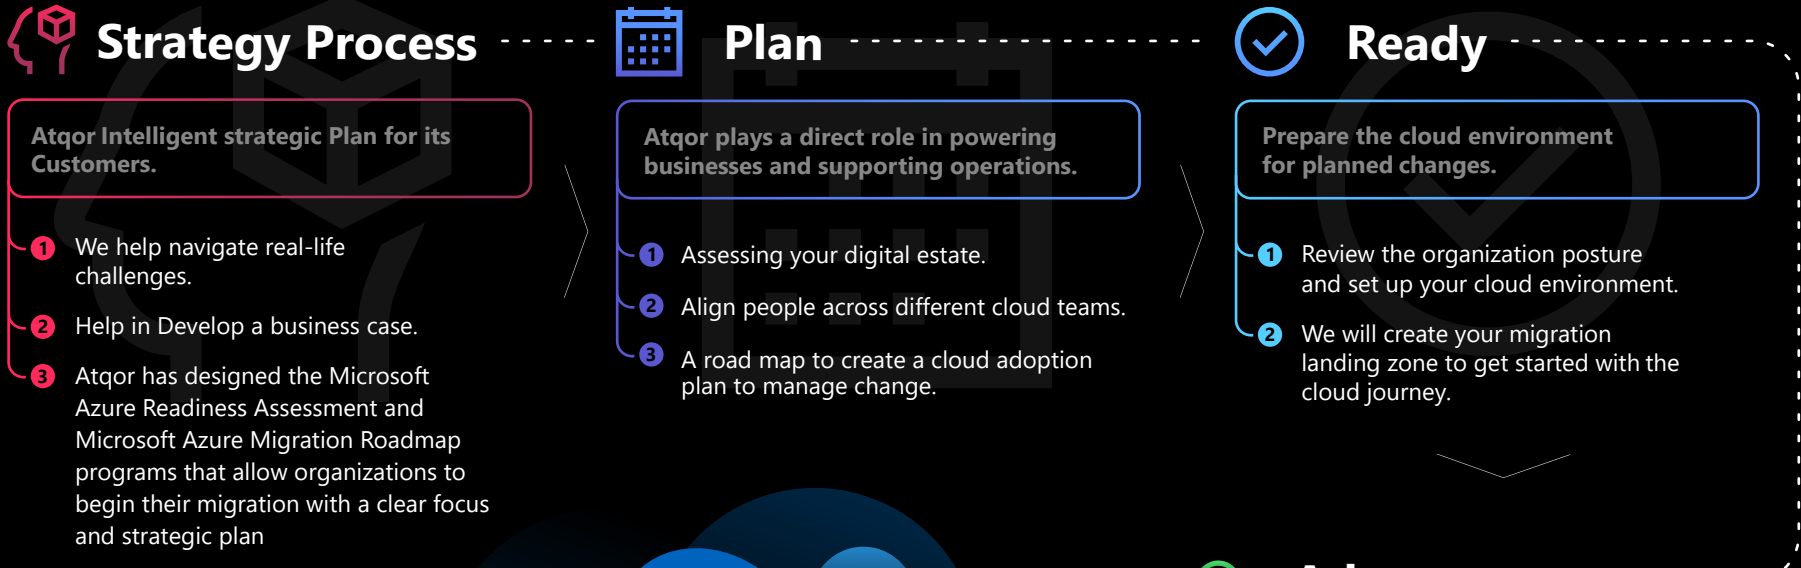 Strategy Process
Atqor Intelligent strategic Plan for its
Customers.
1 We help navigate real-life
challenges.
2 Help in Develop a business case.
3 Atqor has designed the Microsoft
Azure Readiness Assessment and
Microsoft Azure Migration Roadmap
programs that allow organizations to
begin their migration with a clear focus
and strategic plan
Plan
Atqor plays a direct role in powering
businesses and supporting operations.
1 Assessing your digital estate.
2 Align people across different cloud teams.
3 A road map to create a cloud adoption
plan to manage change.
Ready
Prepare the cloud environment
for planned changes.
1 Review the organization posture
and set up your cloud environment.
2 We will create your migration
landing zone to get started with the
cloud journey.